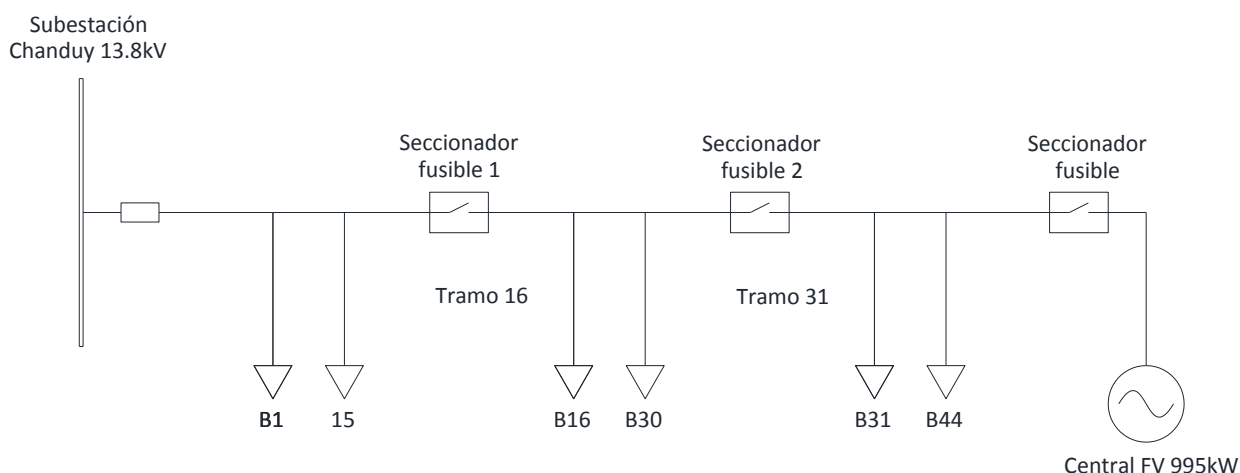 Subestación
Chanduy 13.8kV
Seccionador
fusible 1
Seccionador
fusible 2
Seccionador
fusible
Tramo 16
Tramo 31
B1
15
B16
B30
B31
B44
Central FV 995kW